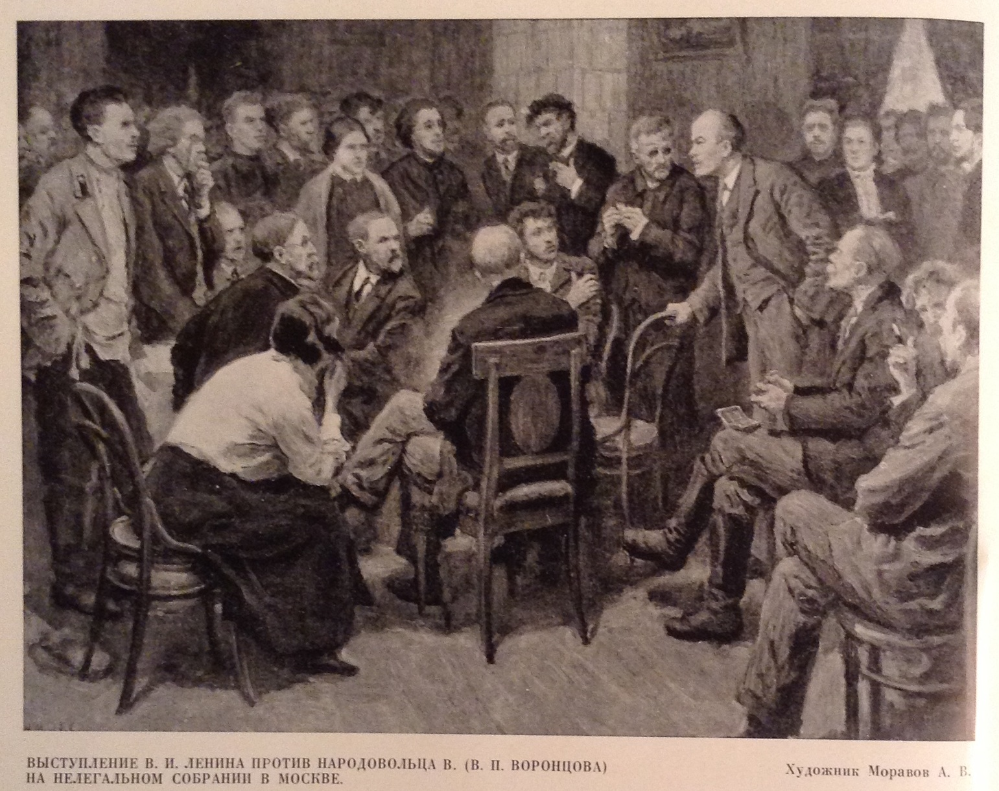 ВЫСТУПЛЕНИЕ В. И. ЛЕНИНА ПРОТИВ НАРОДОВОЛЬЦА В. (В. П. ВОРОНЦОВА)
НА НЕЛЕГАЛЬНОМ СОБРАНИИ В МОСКВЕ.
Художник Моравов А. В.